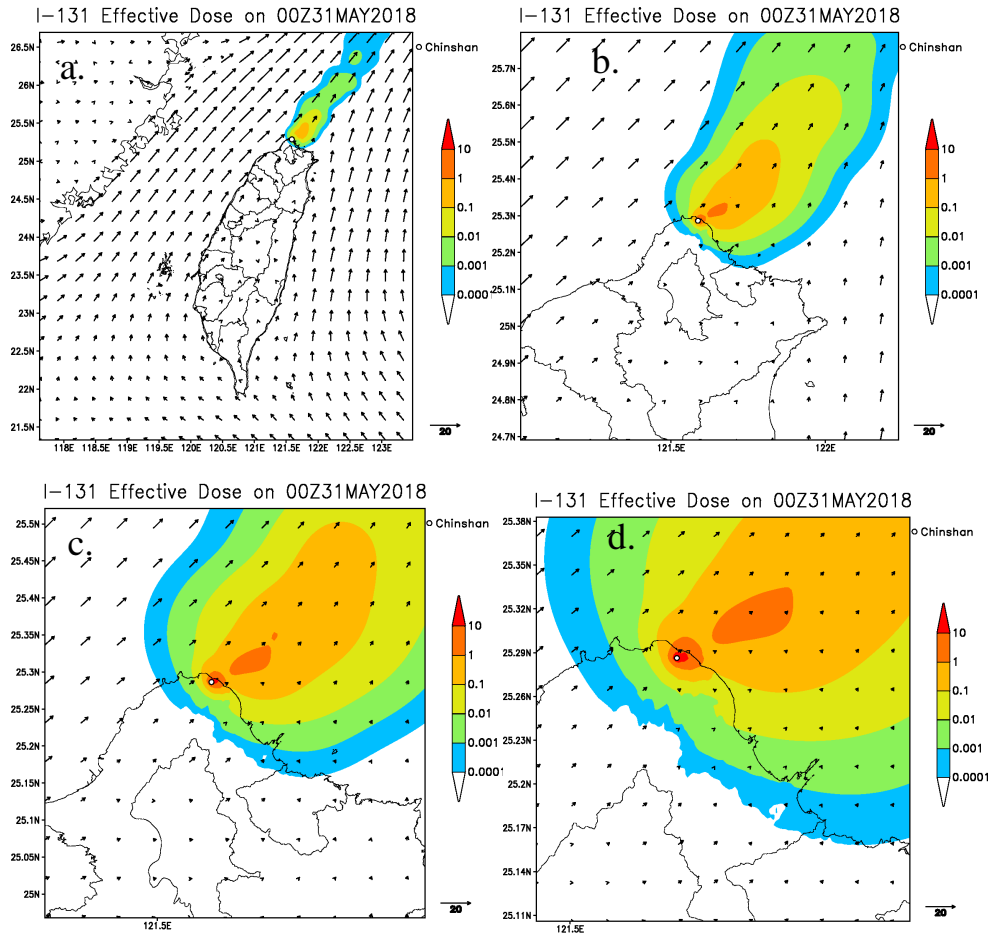 I-131 Effective Dose on 00Z31MAY2018
a.
Chinshan
26.5N
26N
25.5N
25N
24.5N
24N
23.5N
23N
22.5N
22N
21.5N
118E 118.5E 119E 119.5E 120E 120.5E 121E 121.5E 122E 122.5E 123E
10
1
0.1
0.01
0.001
0.0001
20
I-131 Effective Dose on 00Z31MAY2018
b.
Chinshan
25.7N
25.6N
25.5N
25.4N
25.3N
25.2N
25.1N
25N
24.9N
24.8N
24.7N
121.5E 122E
10
1
0.1
0.01
0.001
0.0001
20
I-131 Effective Dose on 00Z31MAY2018
c.
Chinshan
25.5N
25.45N
25.4N
25.35N
25.3N
25.25N
25.2N
25.15N
25.1N
25.05N
25N
121.5E
10
1
0.1
0.01
0.001
0.0001
20
I-131 Effective Dose on 00Z31MAY2018
d.
Chinshan
25.38N
25.35N
25.32N
25.29N
25.26N
25.23N
25.2N
25.17N
25.14N
25.11N
121.5E
10
1
0.1
0.01
0.001
0.0001
20